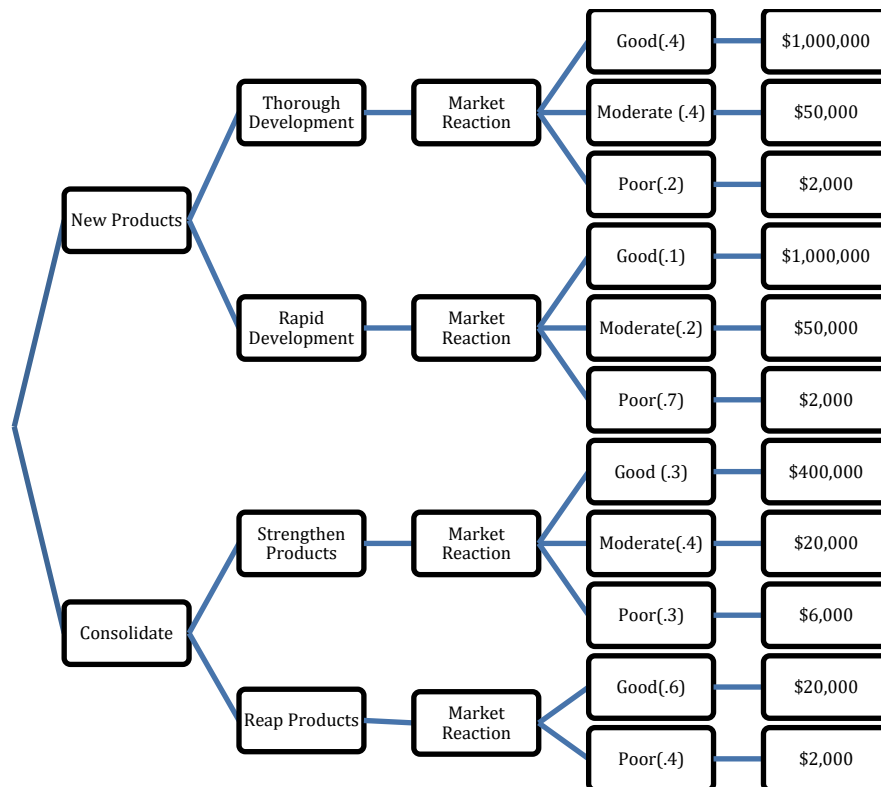 Good(.4)
$1,000,000
Thorough
Development
Market
Reaction
Moderate (.4)
$50,000
Poor(.2)
$2,000
New Products
Good(.1)
$1,000,000
Rapid
Development
Market
Reaction
Moderate(.2)
$50,000
Poor(.7)
$2,000
Good (.3)
$400,000
Strengthen
Products
Market
Reaction
Moderate(.4)
$20,000
Poor(.3)
$6,000
Consolidate
Good(.6)
$20,000
Reap Products
Market
Reaction
Poor(.4)
$2,000